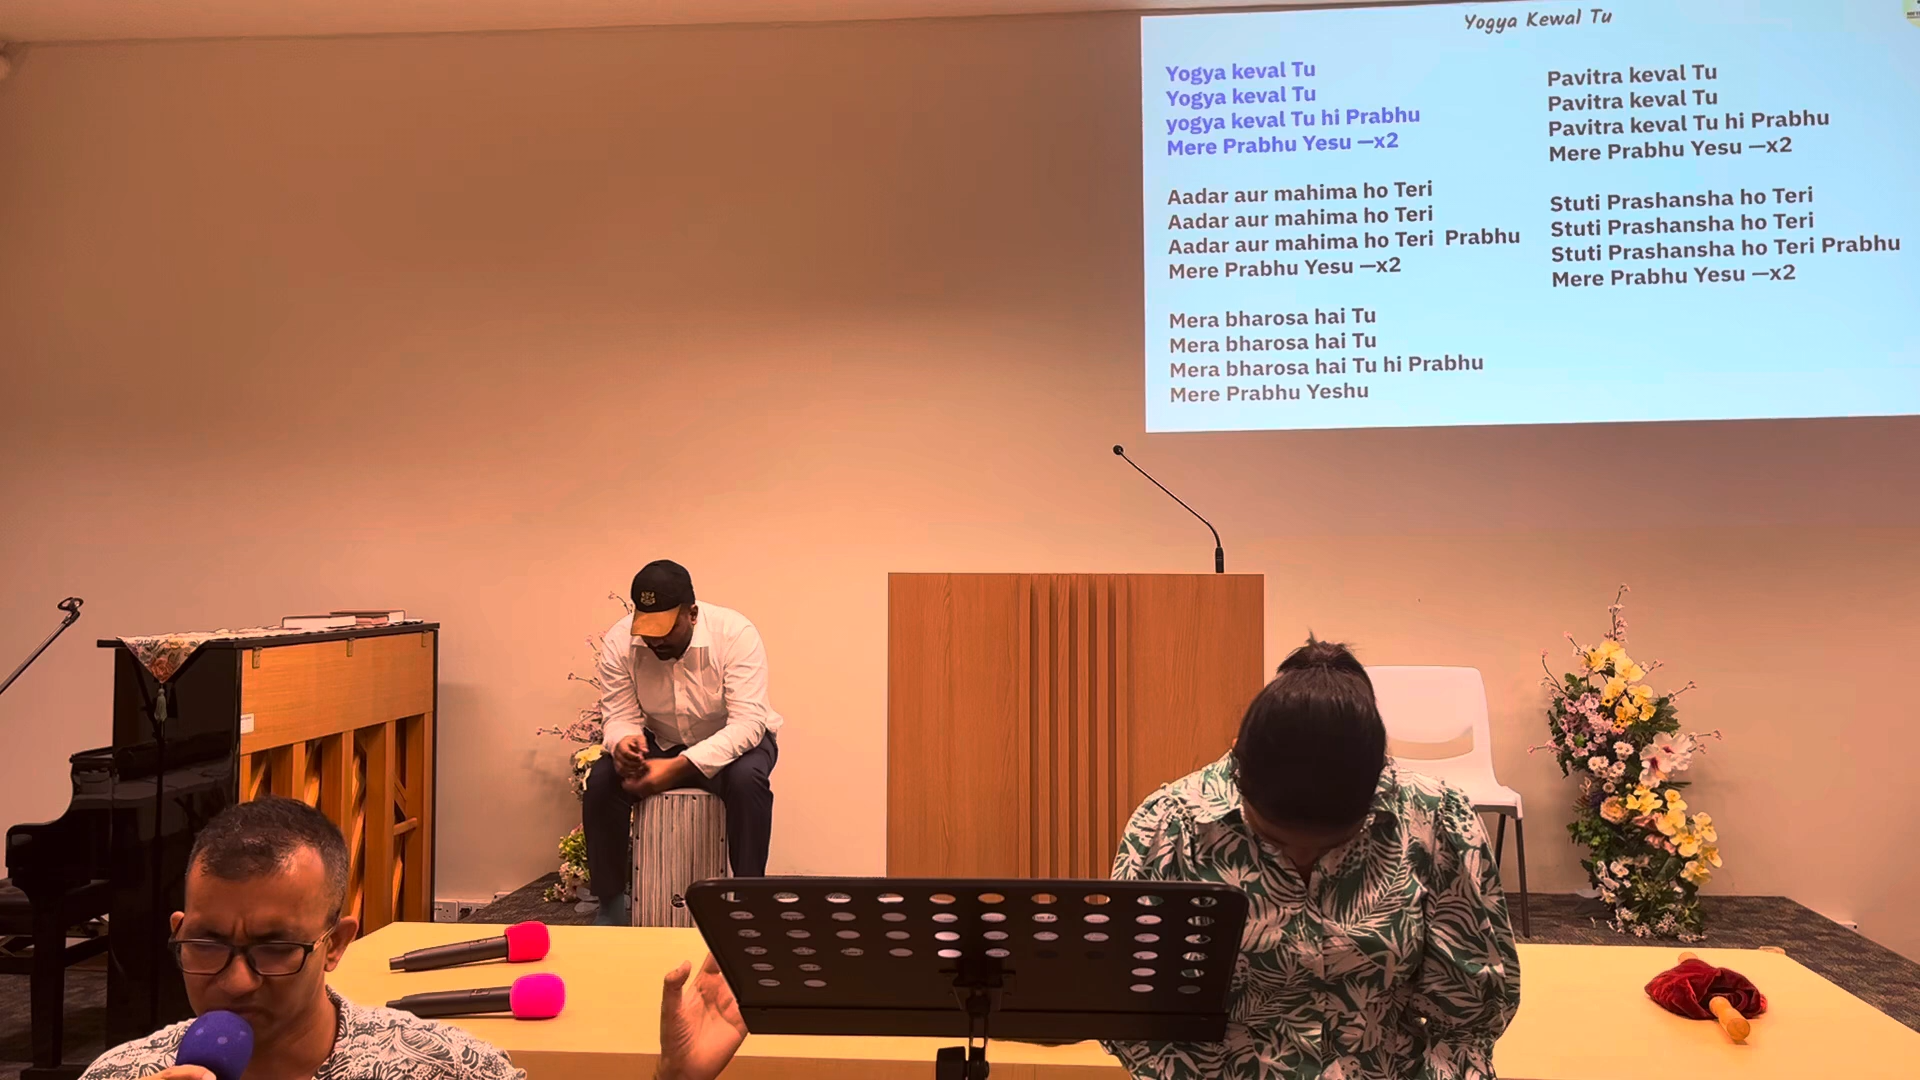 Yogya Kewal Tu
Yogya keval Tu
Yogya keval Tu
yogya keval Tu hi Prabhu
Mere Prabhu Yesu —x2
Aadar aur mahima ho Teri
Aadar aur mahima ho Teri
Aadar aur mahima ho Teri Prabhu
Mere Prabhu Yesu —x2
Mera bharosa hai Tu
Mera bharosa hai Tu
Mera bharosa hai Tu hi Prabhu
Mere Prabhu Yeshu
Pavitra keval Tu
Pavitra keval Tu
Pavitra keval Tu hi Prabhu
Mere Prabhu Yesu —x2
Stuti Prashansha ho Teri
Stuti Prashansha ho Teri
Stuti Prashansha ho Teri Prabhu
Mere Prabhu Yesu —x2